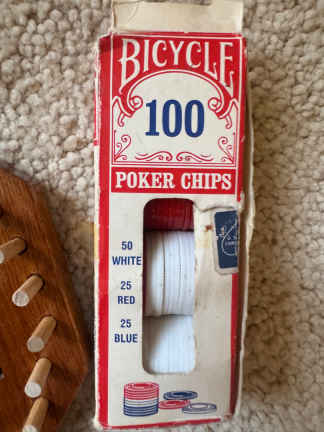 BICYCLE
100
POKER CHIPS
50
WHITE
25
RED
25
BLUE